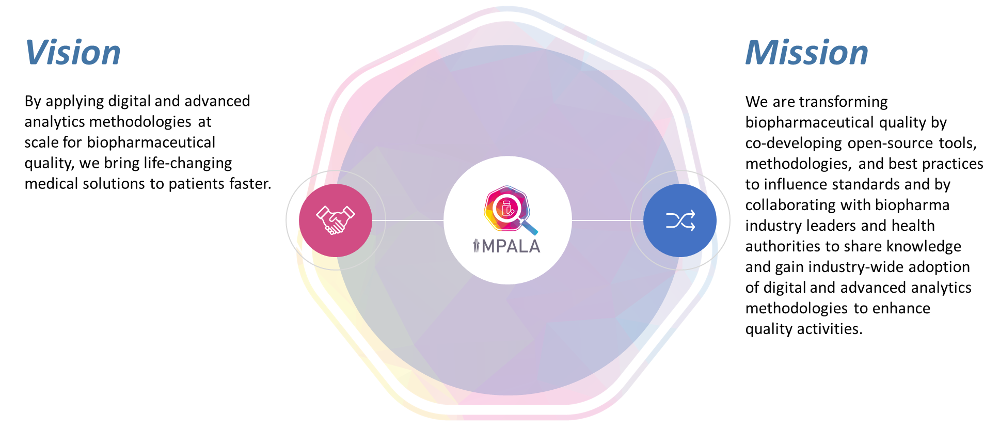 Vision
By applying digital and advanced
analytics methodologies at
scale for biopharmaceutical
quality, we bring life-changing
medical solutions to patients faster.
IMPALA
Mission
We are transforming
biopharmaceutical quality by
co-developing open-source tools,
methodologies, and best practices
to influence standards and by
collaborating with biopharma
industry leaders and health
authorities to share knowledge
and gain industry-wide adoption
of digital and advanced analytics
methodologies to enhance
quality activities.